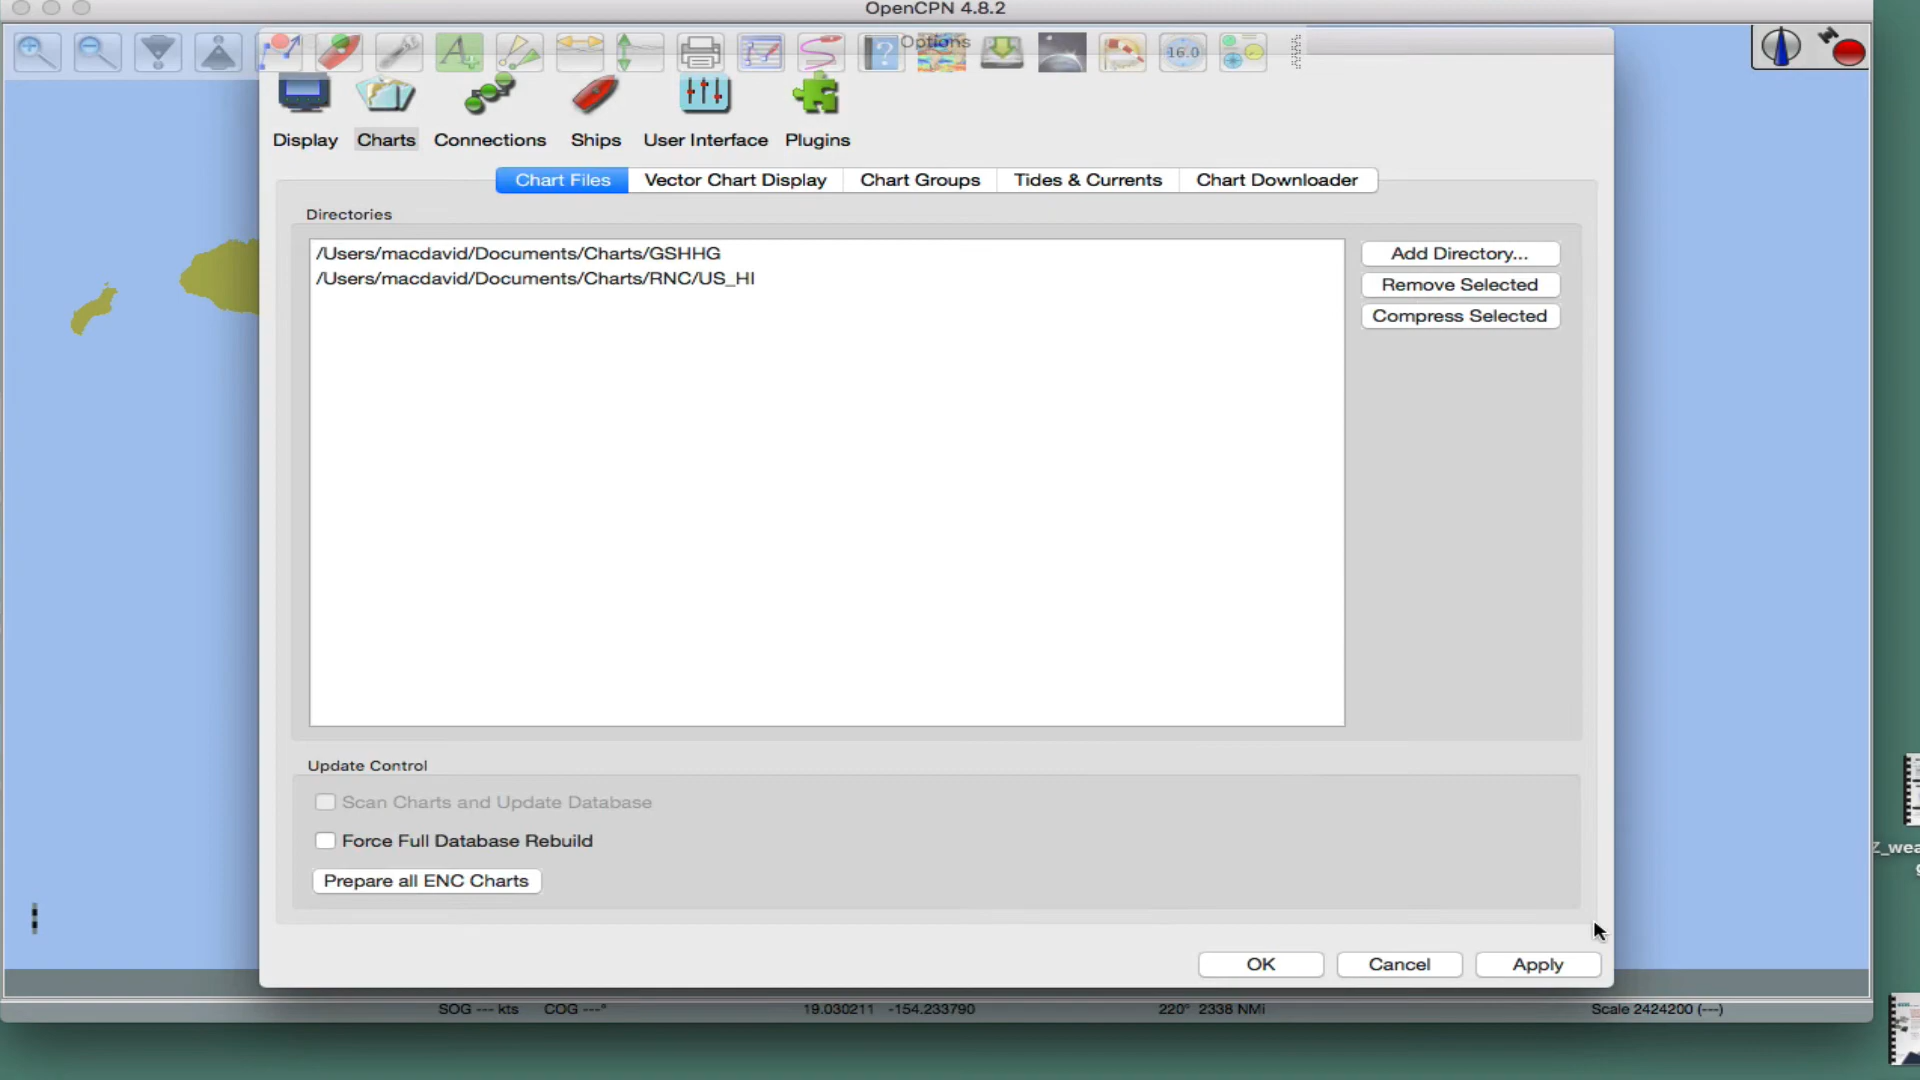 OpenCPN 4.8.2
Options
16.0
Display Charts Connections Ships User Interface Plugins
Chart Files Vector Chart Display Chart Groups Tides & Currents Chart Downloader
Directories
/Users/macdavid/Documents/Charts/GSHHG
/Users/macdavid/Documents/Charts/RNC/US_HI
Add Directory...
Remove Selected
Compress Selected
Update Control
Scan Charts and Update Database
Force Full Database Rebuild
Prepare all ENC Charts
OK Cancel Apply
SOG --- kts COG ---° 19.030211 -154.233790 220° 2338 NMi Scale 2424200 (---)
Z_wea